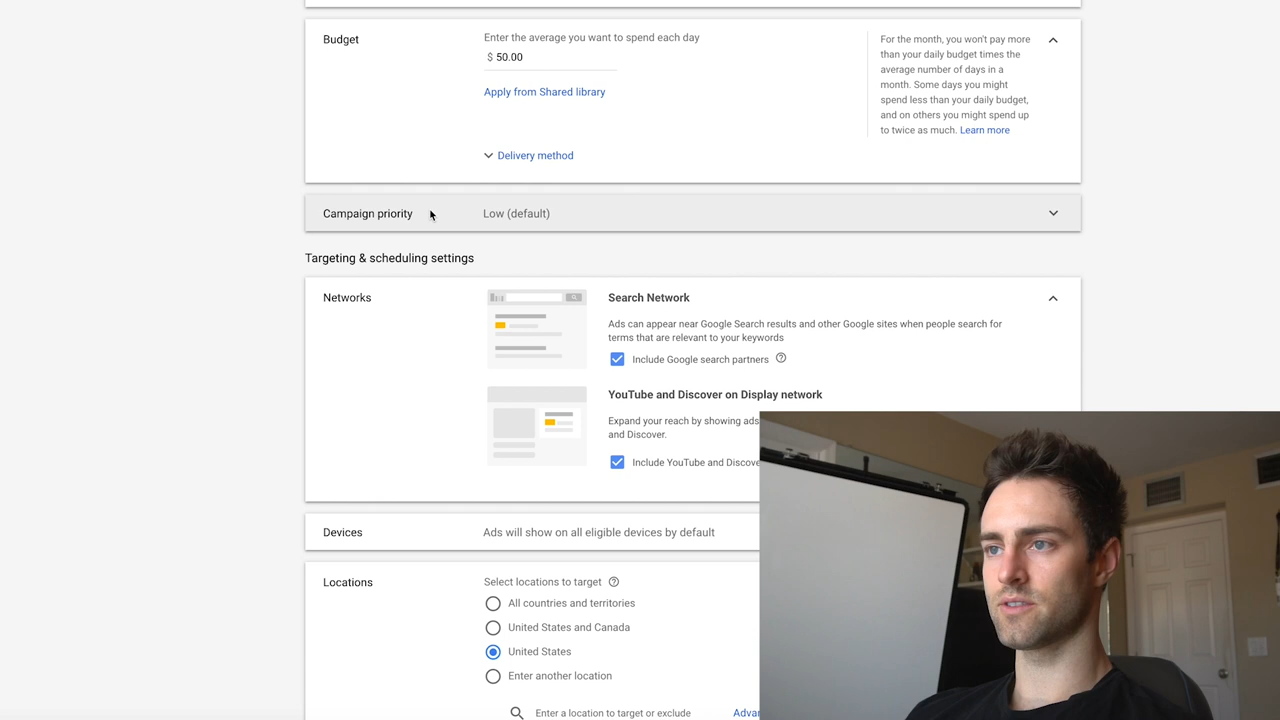 Budget
Enter the average you want to spend each day
$ 50.00
Apply from Shared library
Delivery method
For the month, you won't pay more
than your daily budget times the
average number of days in a
month. Some days you might
spend less than your daily budget,
and on others you might spend up
to twice as much. Learn more
Campaign priority
Low (default)
Targeting & scheduling settings
Networks
Search Network
Ads can appear near Google Search results and other Google sites when people search for
terms that are relevant to your keywords
Include Google search partners
YouTube and Discover on Display network
Expand your reach by showing ads
and Discover.
Include YouTube and Discove
Devices
Ads will show on all eligible devices by default
Locations
Select locations to target
All countries and territories
United States and Canada
United States
Enter another location
Enter a location to target or exclude
Advan